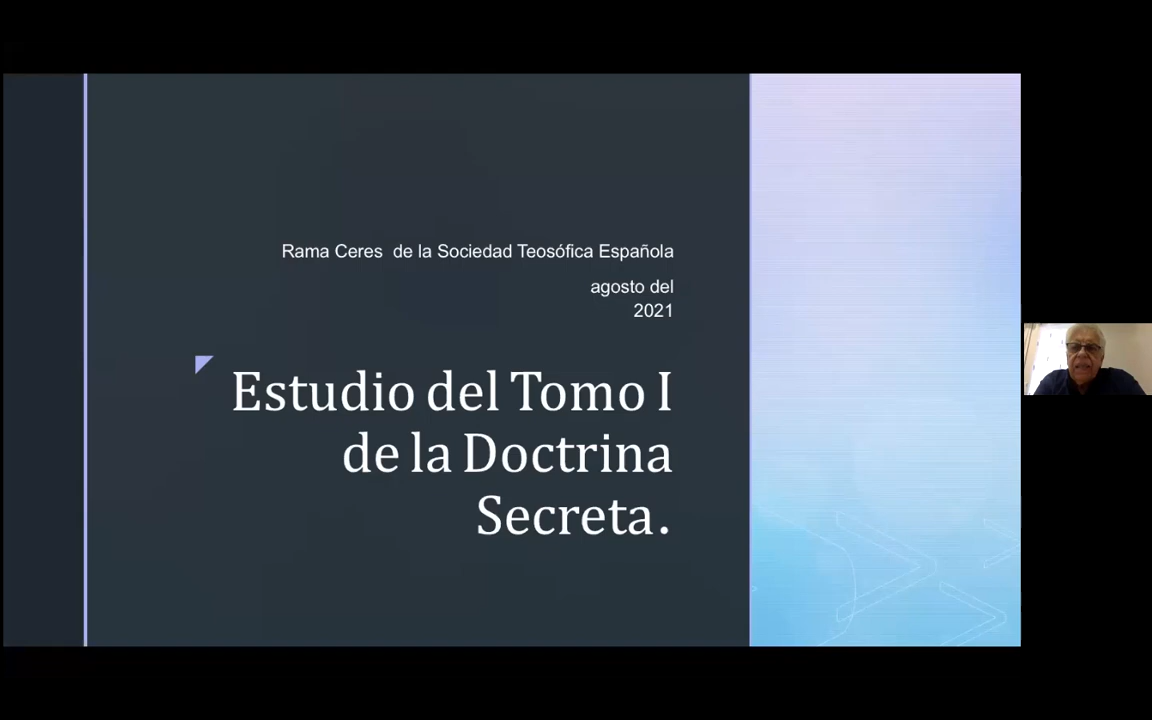 Rama Ceres  de la Sociedad Teosófica Española
agosto del
2021
Estudio del Tomo I
de la Doctrina
Secreta.